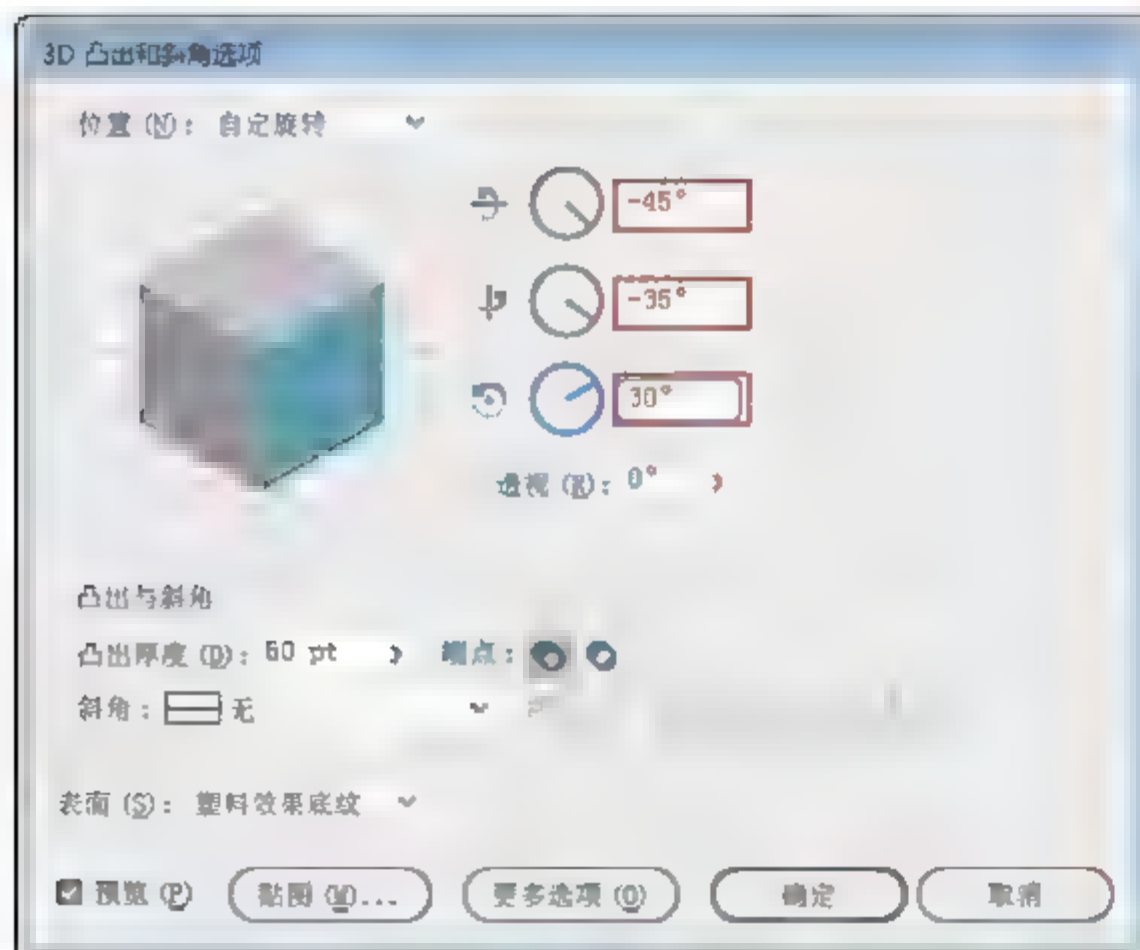 3D 凸出和斜角选项
位置 (N): 自定旋转
-45°
-35°
30°
透视 (R): 0°
凸出与斜角
凸出厚度 (D): 60 pt 端点:
斜角: 无
表面 (S): 塑料效果底纹
预览 (P) 贴图 (M)... 更多选项 (O) 确定 取消